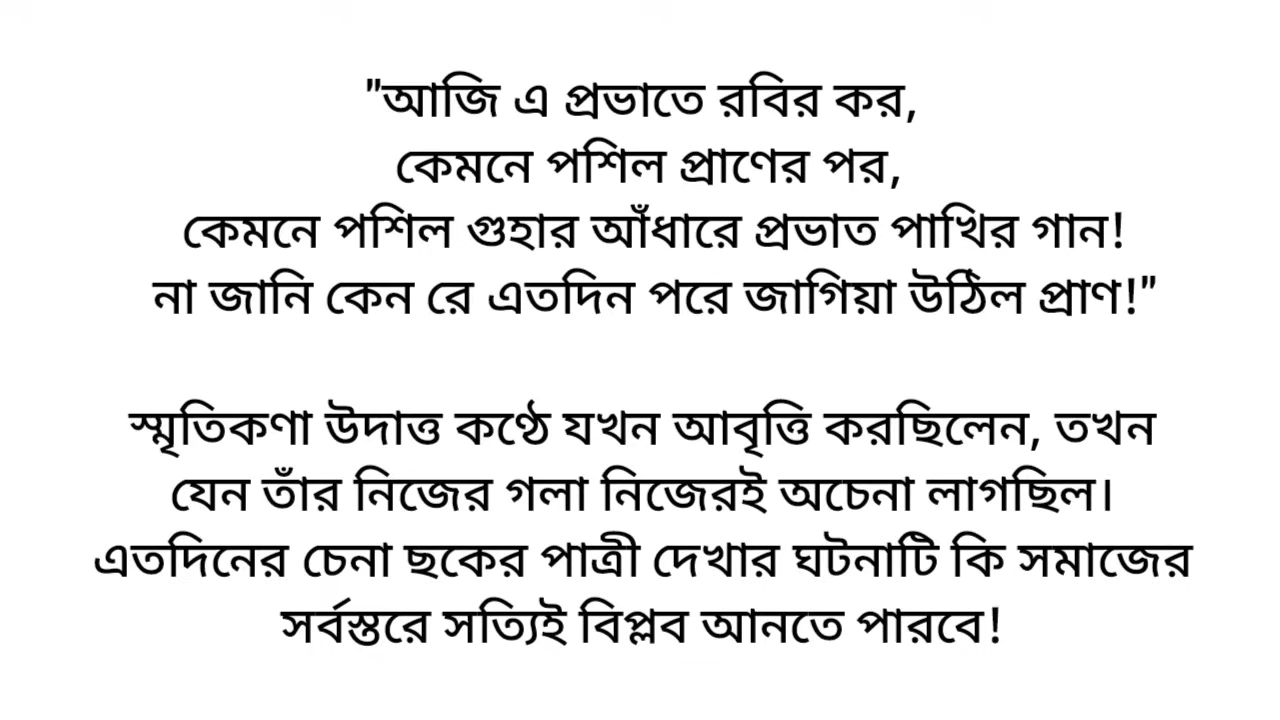 "আজি এ প্রভাতে রবির কর,
কেমনে পশিল প্রাণের পর,
কেমনে পশিল গুহার আঁধারে প্রভাত পাখির গান!
না জানি কেন রে এতদিন পরে জাগিয়া উঠিল প্রাণ!"
স্মৃতিকণা উদাত্ত কণ্ঠে যখন আবৃত্তি করছিলেন, তখন
যেন তাঁর নিজের গলা নিজেরই অচেনা লাগছিল।
এতদিনের চেনা ছকের পাত্রী দেখার ঘটনাটি কি সমাজের
সর্বস্তরে সত্যিই বিপ্লব আনতে পারবে!